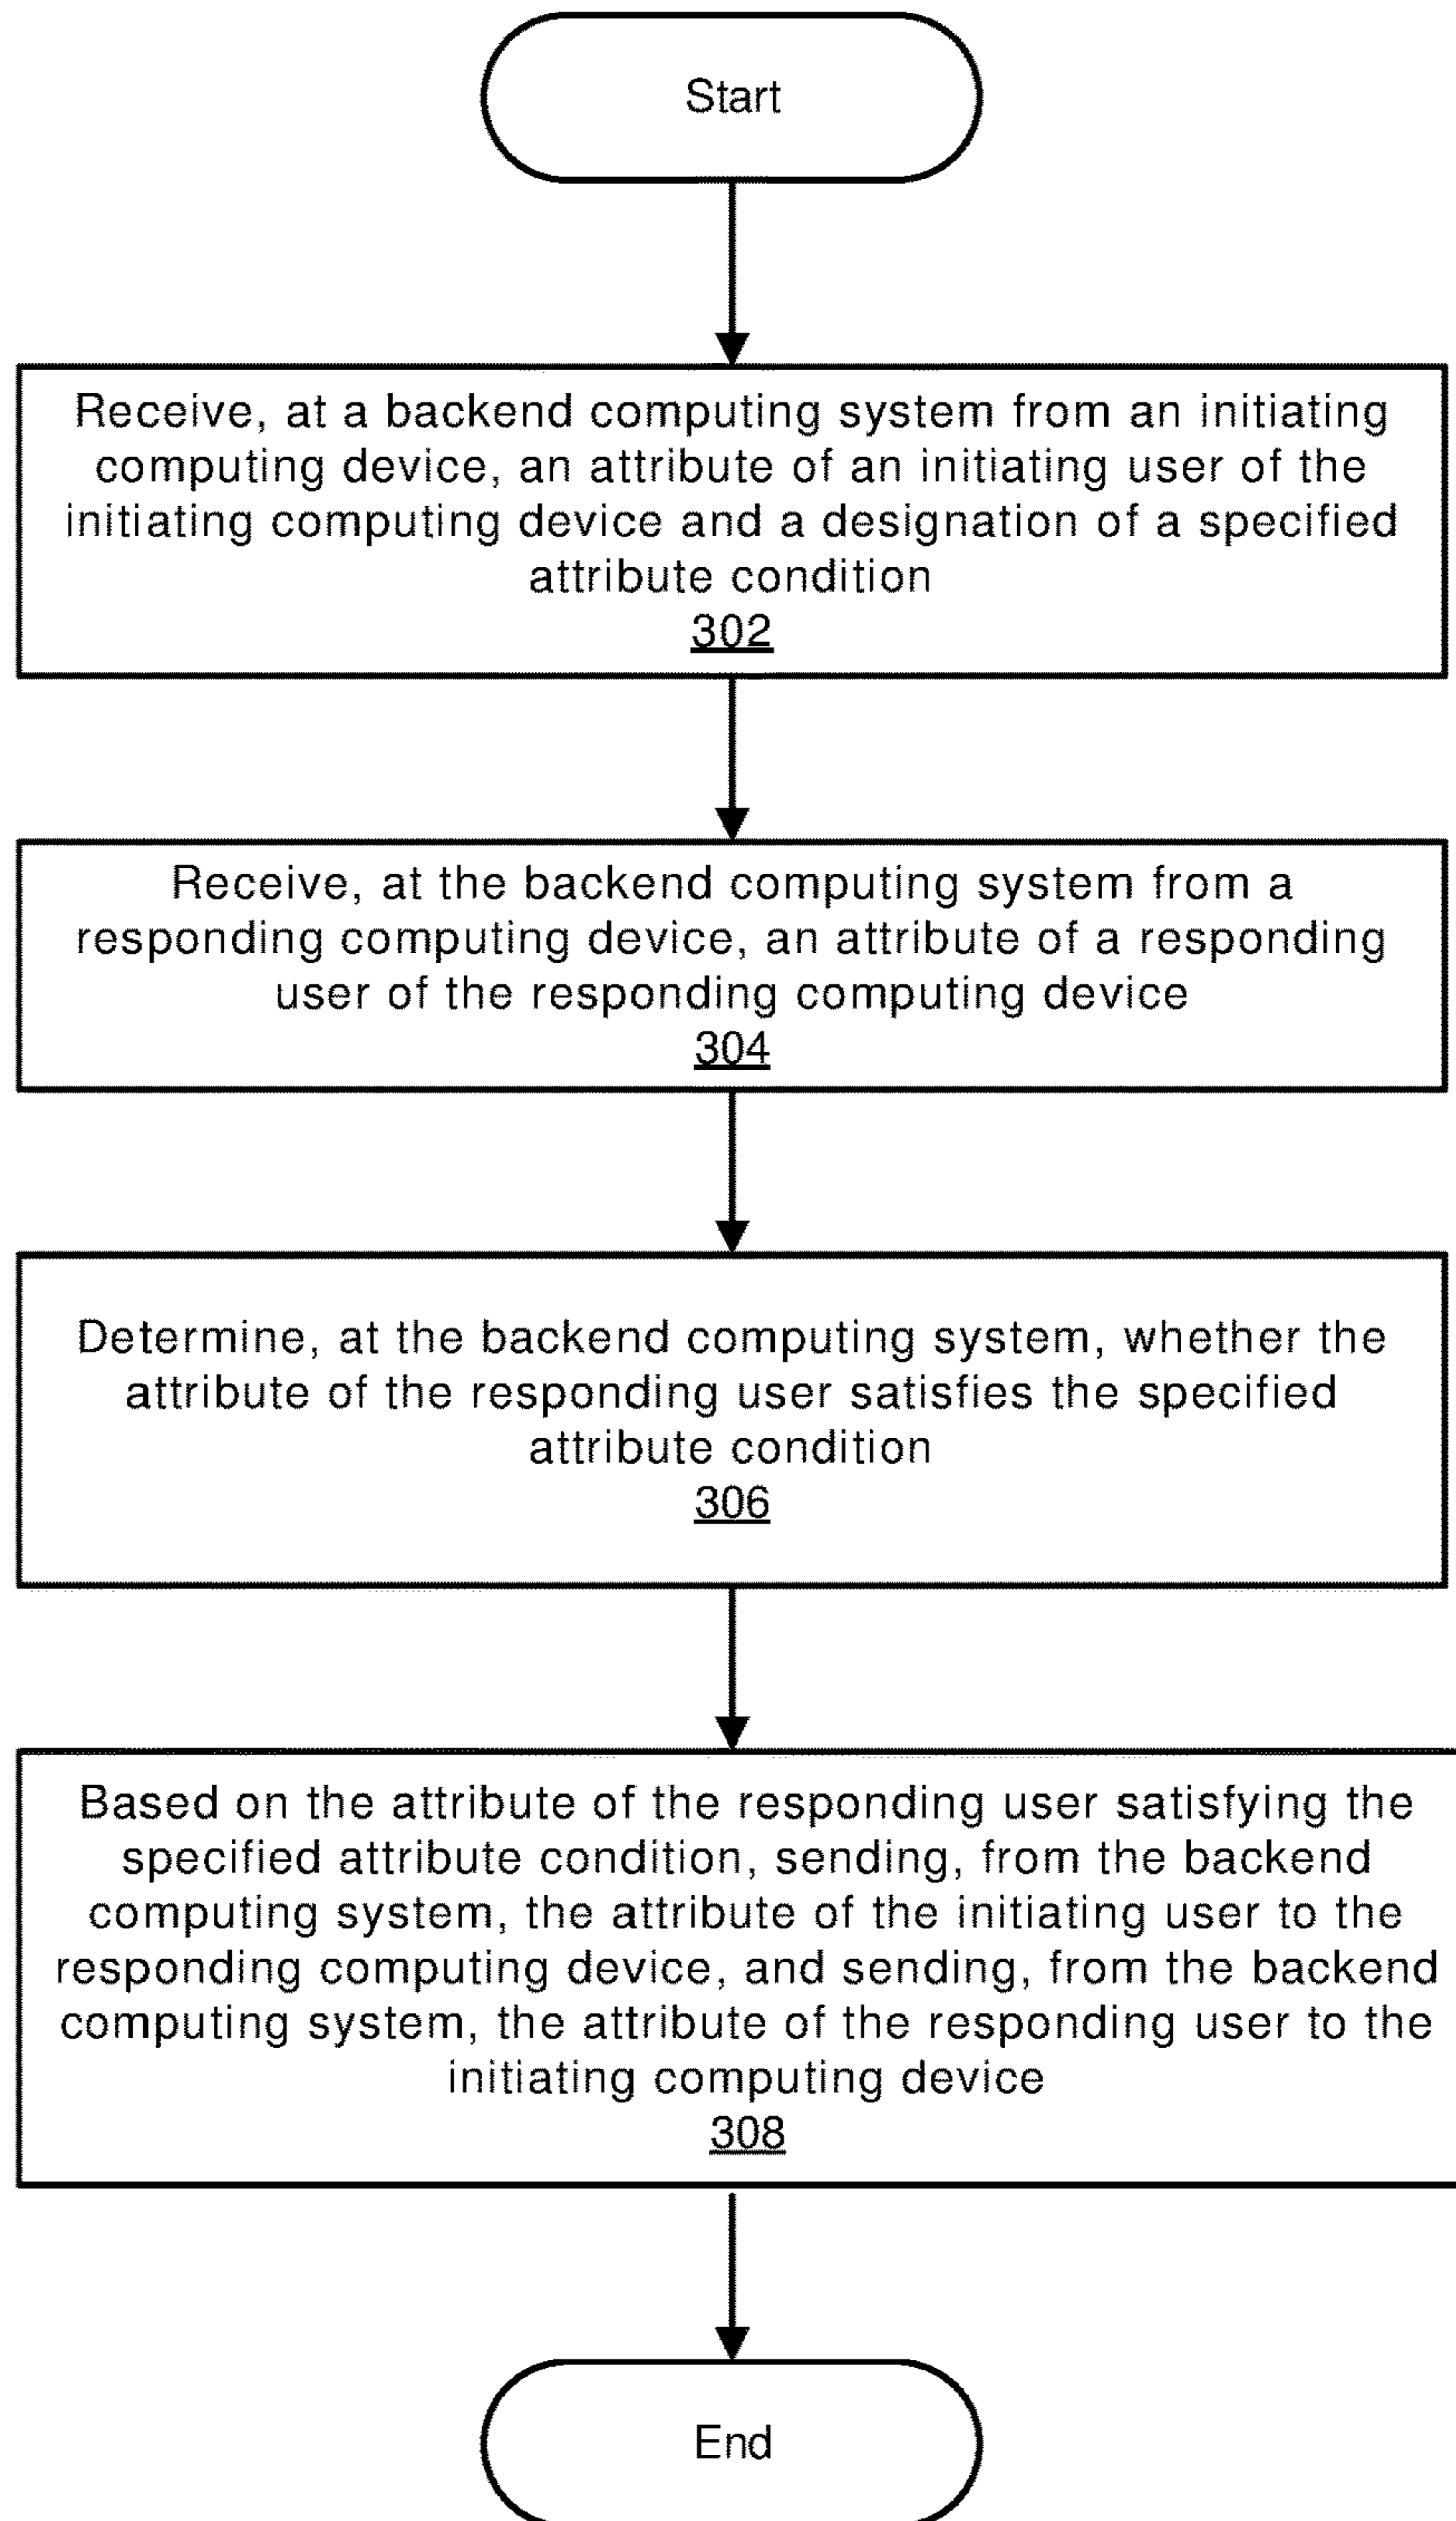 Start
Receive, at a backend computing system from an initiating
computing device, an attribute of an initiating user of the
initiating computing device and a designation of a specified
attribute condition
302
Receive, at the backend computing system from a
responding computing device, an attribute of a responding
user of the responding computing device
304
Determine, at the backend computing system, whether the
attribute of the responding user satisfies the specified
attribute condition
306
Based on the attribute of the responding user satisfying the
specified attribute condition, sending, from the backend
computing system, the attribute of the initiating user to the
responding computing device, and sending, from the backend
computing system, the attribute of the responding user to the
initiating computing device
308
End